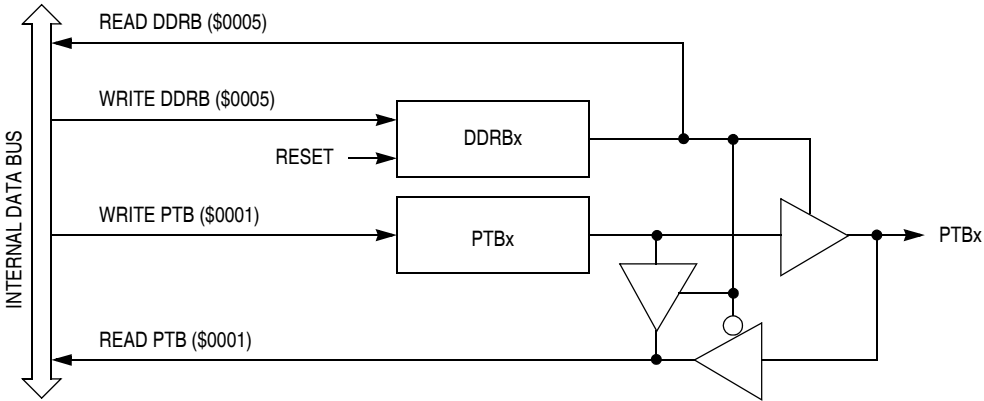 READ DDRB ($0005)
WRITE DDRB ($0005)
DDRBx
RESET
WRITE PTB ($0001)
PTBx
PTBx
READ PTB ($0001)
INTERNAL DATA BUS